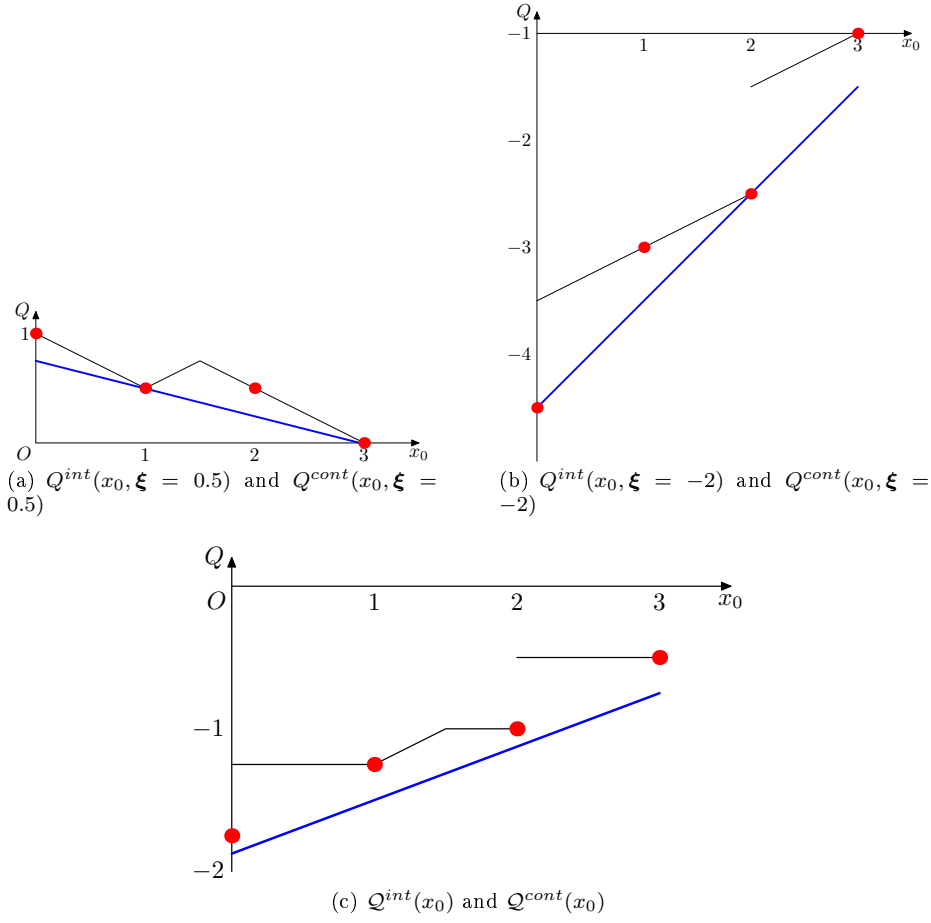 Q
1
O
1
2
3
x₀
(a) Q^{int}(x₀, ξ = 0.5) and Q^{cont}(x₀, ξ =
0.5)
Q
−1
1
2
3
x₀
−2
−3
−4
(b) Q^{int}(x₀, ξ = −2) and Q^{cont}(x₀, ξ =
−2)
Q
O
1
2
3
x₀
−1
−2
(c) 𝒬^{int}(x₀) and 𝒬^{cont}(x₀)